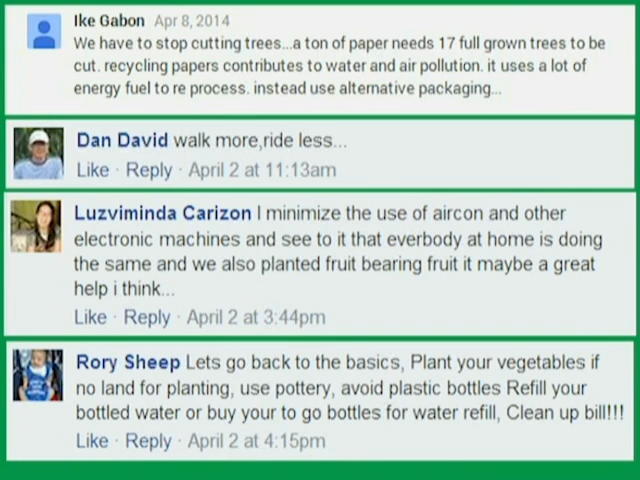 Ike Gabon Apr 8, 2014
We have to stop cutting trees...a ton of paper needs 17 full grown trees to be
cut. recycling papers contributes to water and air pollution. it uses a lot of
energy fuel to re process. instead use alternative packaging...
Dan David walk more,ride less...
Like · Reply · April 2 at 11:13am
Luzviminda Carizon I minimize the use of aircon and other
electronic machines and see to it that everbody at home is doing
the same and we also planted fruit bearing fruit it maybe a great
help i think...
Like · Reply · April 2 at 3:44pm
Rory Sheep Lets go back to the basics, Plant your vegetables if
no land for planting, use pottery, avoid plastic bottles Refill your
bottled water or buy your to go bottles for water refill, Clean up bill!!!
Like · Reply · April 2 at 4:15pm